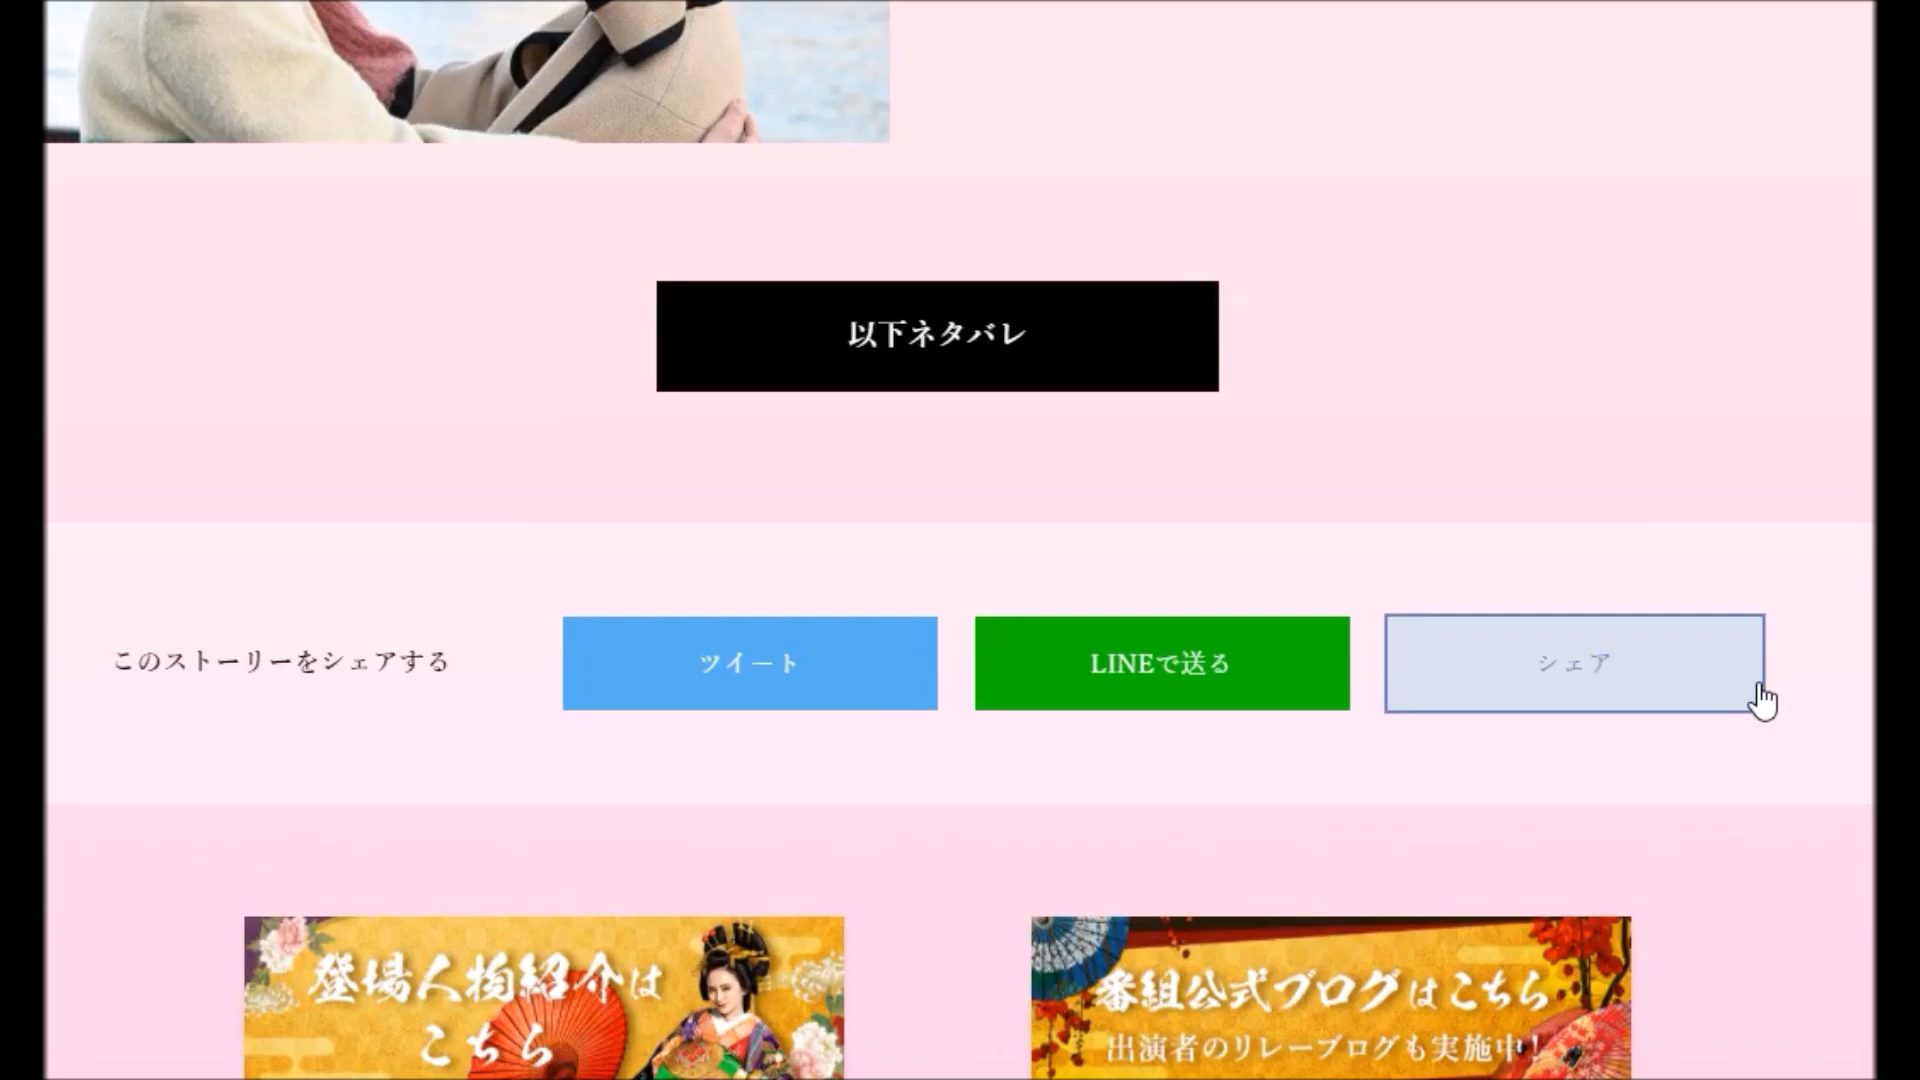 以下ネタバレ
このストーリーをシェアする
ツイート
LINEで送る
シェア
登場人物紹介は
こちら
番組公式ブログはこちら
出演者のリレーブログも実施中!